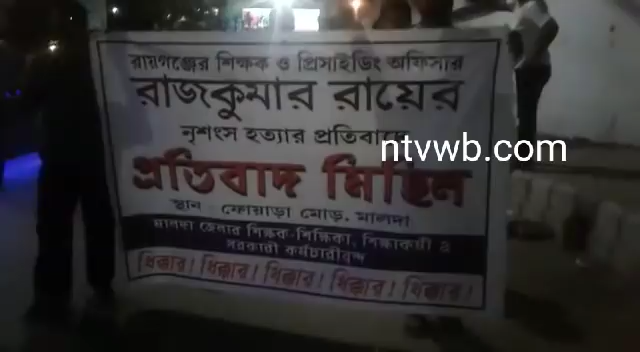 রায়গঞ্জের শিক্ষক ও প্রিসাইডিং অফিসার
রাজকুমার রায়ের
নৃশংস হত্যার প্রতিবাদে
ntvwb.com
প্রতিবাদ মিছিল
স্থান ফোয়ারা মোড়, মালদা
মালদা জেলার শিক্ষক-শিক্ষিকা, শিক্ষাকর্মী ও
সরকারী কর্মচারীবৃন্দ
ধিক্কার! ধিক্কার! ধিক্কার! ধিক্কার! ধিক্কার!